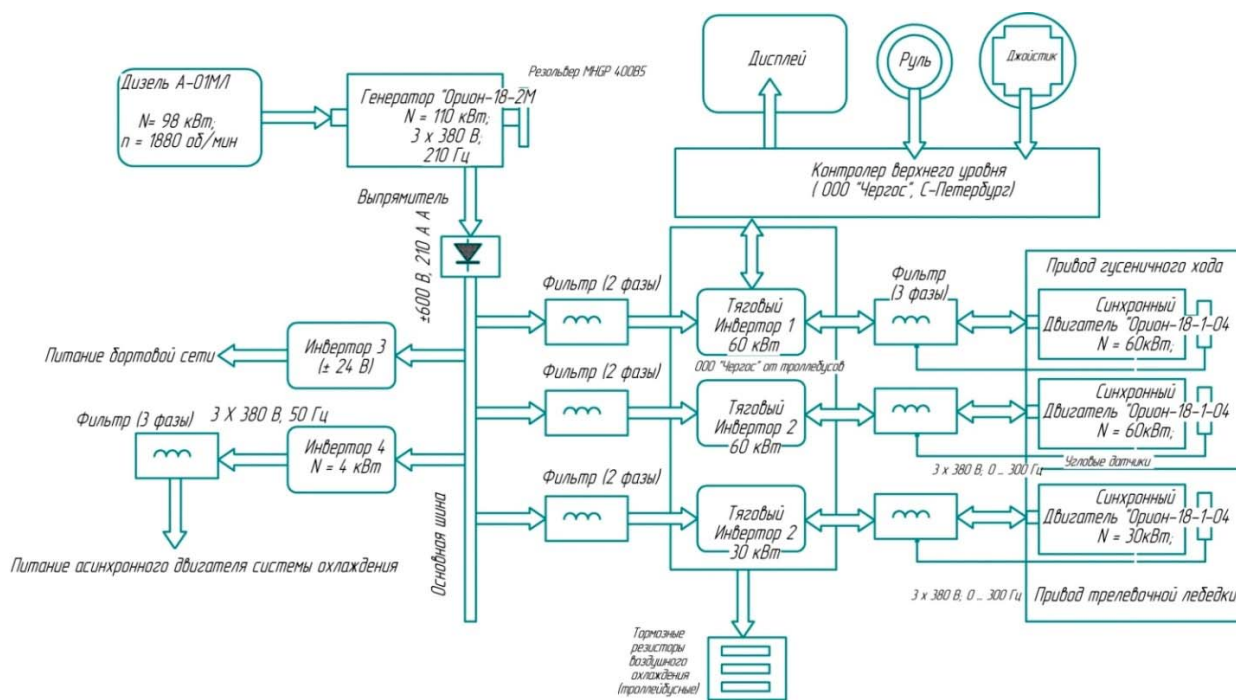 Дизель А-01МЛ
N= 98 кВт;
n = 1880 об/мин
Генератор "Орион-18-2М
N = 110 кВт;
3 х 380 В;
210 Гц
Резольвер MHGP 400B5
Дисплей
Руль
Джойстик
Контролер верхнего уровня
( ООО "Чергос", С-Петербург)
Выпрямитель
±600 В, 210 А А
Основная шина
Питание бортовой сети
Инвертор 3
(± 24 В)
Фильтр (3 фазы)
3 Х 380 В, 50 Гц
Инвертор 4
N = 4 кВт
Питание асинхронного двигателя системы охлаждения
Фильтр (2 фазы)
Тяговый
Инвертор 1
60 кВт
ООО "Чергос" от троллебусов
Фильтр
(3 фазы)
Привод гусеничного хода
Синхронный
Двигатель "Орион-18-1-04
N = 60кВт;
Фильтр (2 фазы)
Тяговый
Инвертор 2
60 кВт
Синхронный
Двигатель "Орион-18-1-04
N = 60кВт;
3 х 380 В; 0 ... 300 Гц
Угловые датчики
Фильтр (2 фазы)
Тяговый
Инвертор 2
30 кВт
Синхронный
Двигатель "Орион-18-1-04
N = 30кВт;
3 х 380 В; 0 ... 300 Гц
Привод трелевочной лебедки
Тормозные
резисторы
воздушного
охлаждения
(троллейбусные)